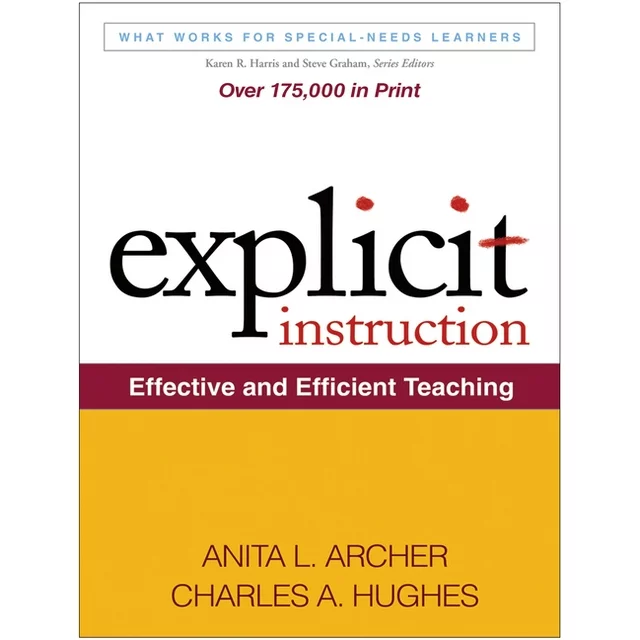 WHAT WORKS FOR SPECIAL-NEEDS LEARNERS
Karen R. Harris and Steve Graham, Series Editors
Over 175,000 in Print
explicit
instruction
Effective and Efficient Teaching
ANITA L. ARCHER
CHARLES A. HUGHES